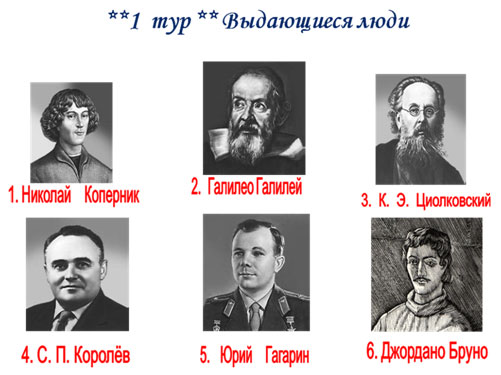 **1 тур ** Выдающиеся люди
1. Николай Коперник
2. Галилео Галилей
3. К. Э. Циолковский
4. С. П. Королёв
5. Юрий Гагарин
6. Джордано Бруно